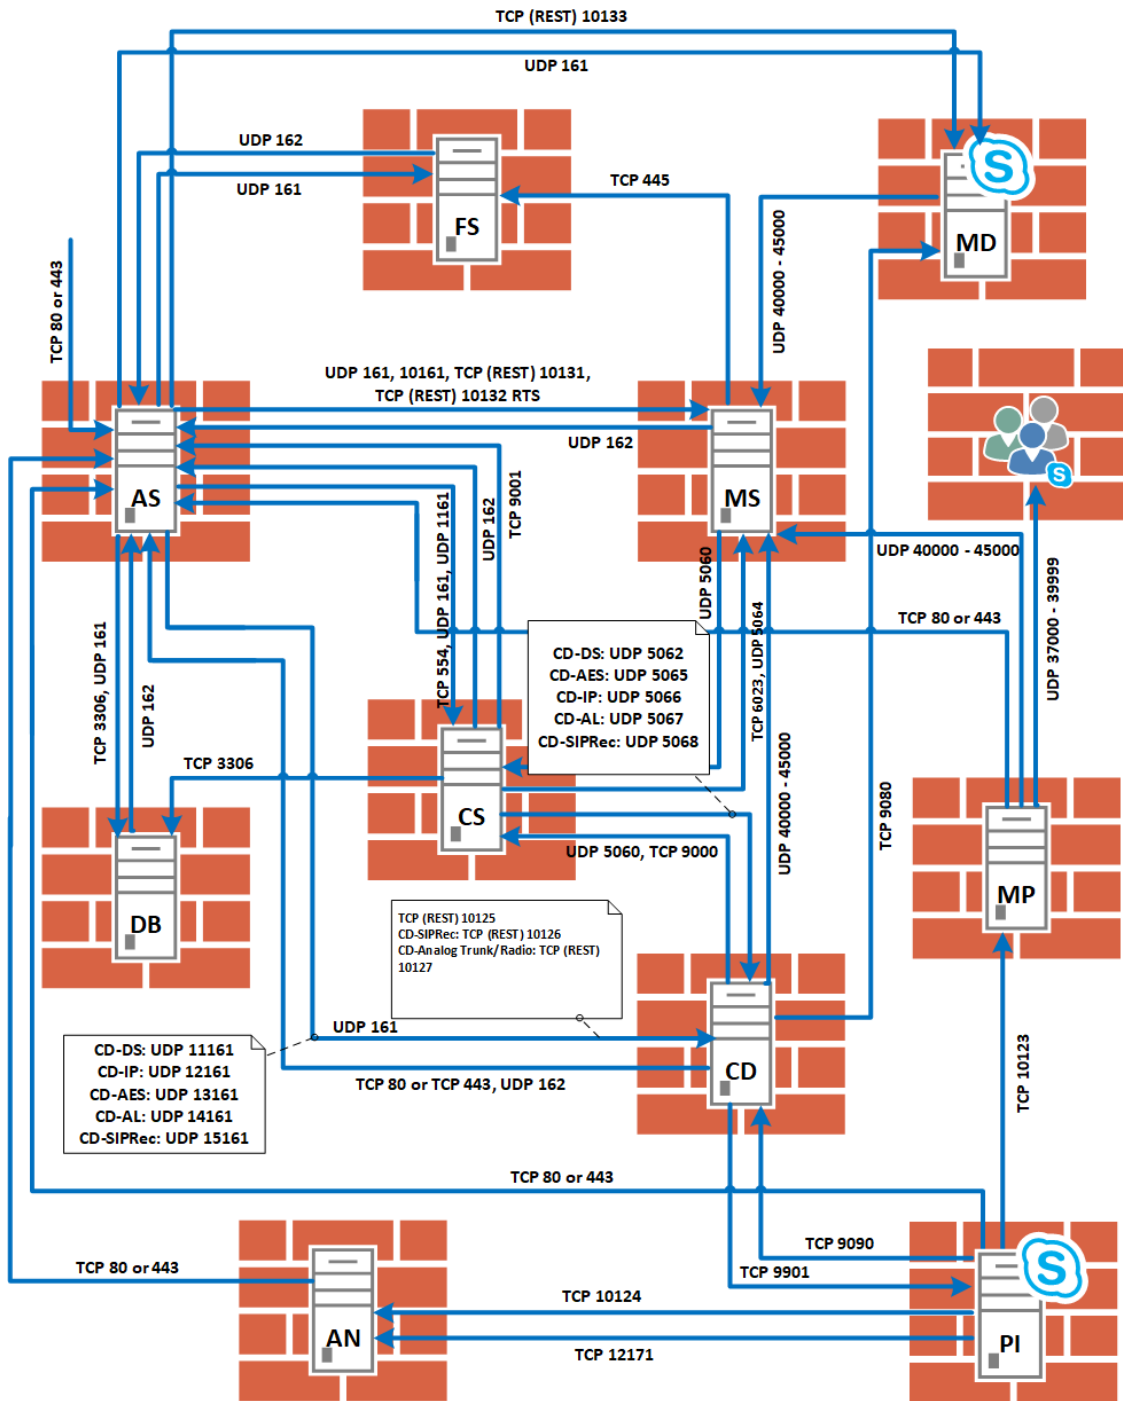 TCP (REST) 10133
UDP 161
UDP 162
UDP 161
TCP 445
FS
S
MD
UDP 40000 - 45000
TCP 80 or 443
UDP 161, 10161, TCP (REST) 10131,
TCP (REST) 10132 RTS
UDP 162
AS
MS
S
TCP 554, UDP 161, UDP 1161
UDP 162
TCP 9001
UDP 5060
UDP 40000 - 45000
TCP 80 or 443
UDP 37000 - 39999
TCP 6023, UDP 5064
CD-DS: UDP 5062
CD-AES: UDP 5065
CD-IP: UDP 5066
CD-AL: UDP 5067
CD-SIPRec: UDP 5068
TCP 3306, UDP 161
UDP 162
TCP 3306
CS
UDP 40000 - 45000
TCP 9080
UDP 5060, TCP 9000
DB
MP
TCP (REST) 10125
CD-SIPRec: TCP (REST) 10126
CD-Analog Trunk/Radio: TCP (REST)
10127
UDP 161
CD
TCP 10123
CD-DS: UDP 11161
CD-IP: UDP 12161
CD-AES: UDP 13161
CD-AL: UDP 14161
CD-SIPRec: UDP 15161
TCP 80 or TCP 443, UDP 162
TCP 80 or 443
TCP 9090
TCP 80 or 443
TCP 9901
S
TCP 10124
AN
PI
TCP 12171